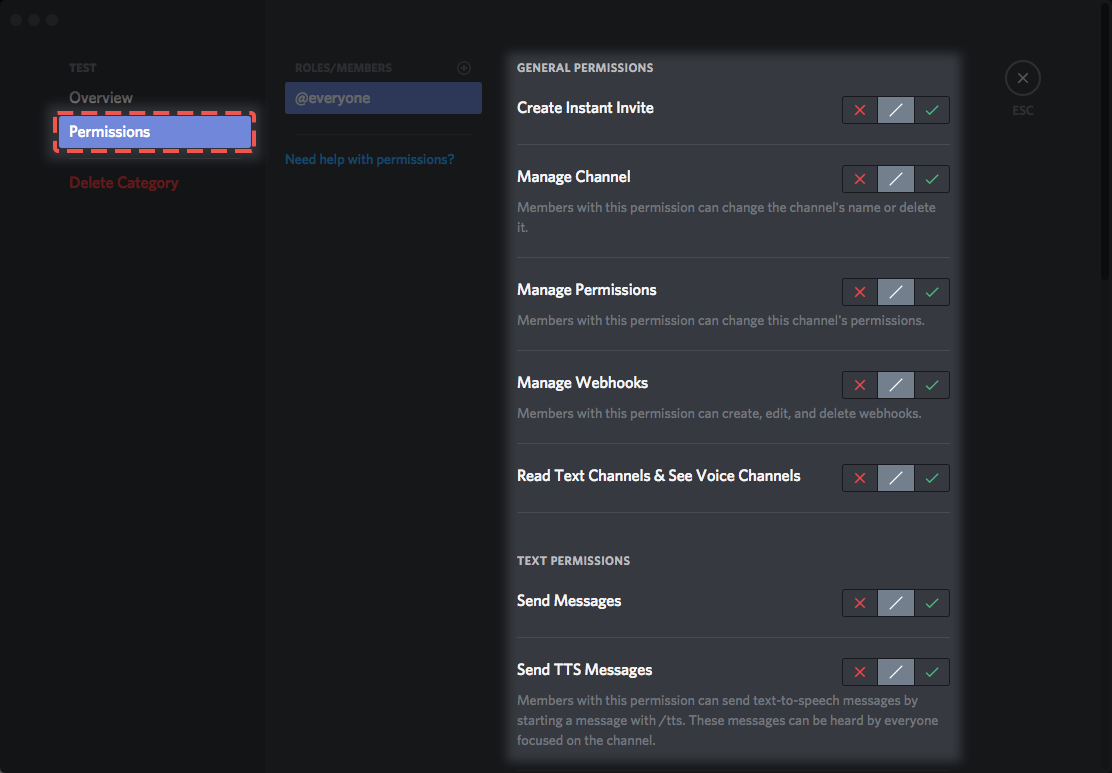 TEST
Overview
Permissions
Delete Category
ROLES/MEMBERS
@everyone
Need help with permissions?
GENERAL PERMISSIONS
Create Instant Invite
Manage Channel
Members with this permission can change the channel's name or delete
it.
Manage Permissions
Members with this permission can change this channel's permissions.
Manage Webhooks
Members with this permission can create, edit, and delete webhooks.
Read Text Channels & See Voice Channels
TEXT PERMISSIONS
Send Messages
Send TTS Messages
Members with this permission can send text-to-speech messages by
starting a message with /tts. These messages can be heard by everyone
focused on the channel.
ESC